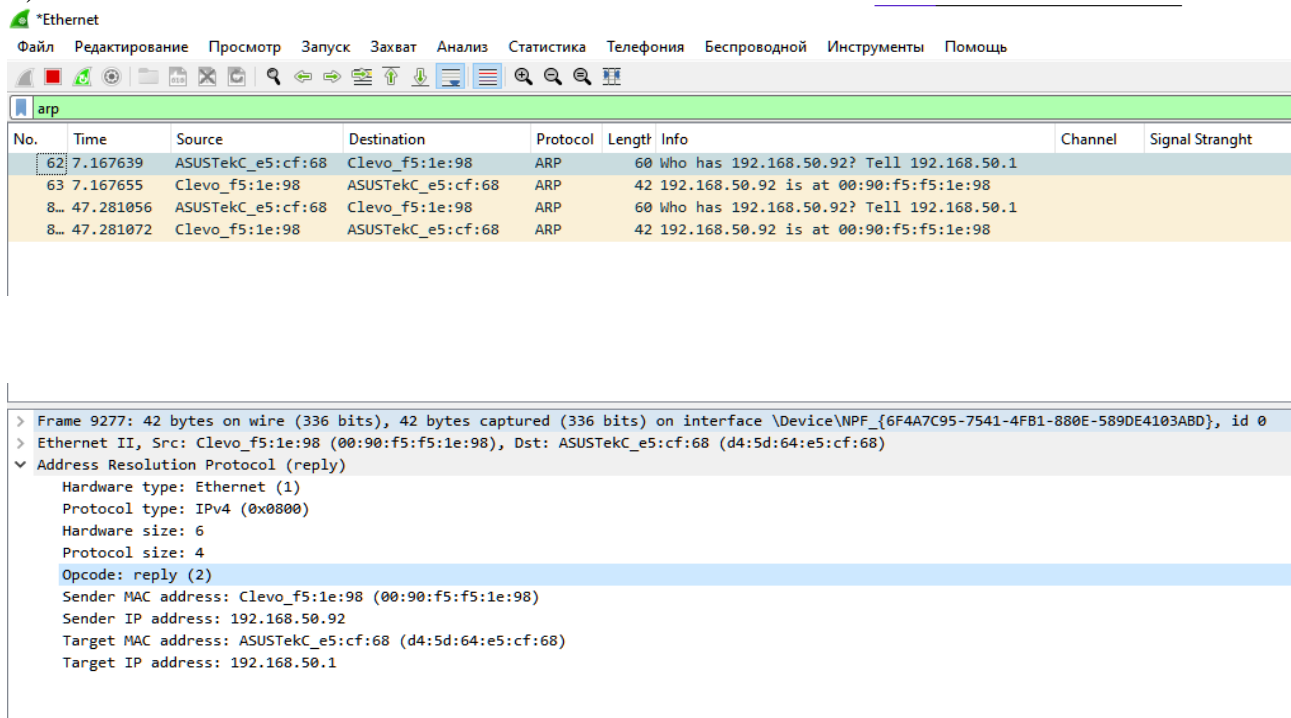 *Ethernet
Файл Редактирование Просмотр Запуск Захват Анализ Статистика Телефония Беспроводной Инструменты Помощь
arp
No. Time Source Destination Protocol Length Info Channel Signal Stranght
62 7.167639 ASUSTekC_e5:cf:68 Clevo_f5:1e:98 ARP 60 Who has 192.168.50.92? Tell 192.168.50.1
63 7.167655 Clevo_f5:1e:98 ASUSTekC_e5:cf:68 ARP 42 192.168.50.92 is at 00:90:f5:f5:1e:98
8… 47.281056 ASUSTekC_e5:cf:68 Clevo_f5:1e:98 ARP 60 Who has 192.168.50.92? Tell 192.168.50.1
8… 47.281072 Clevo_f5:1e:98 ASUSTekC_e5:cf:68 ARP 42 192.168.50.92 is at 00:90:f5:f5:1e:98
Frame 9277: 42 bytes on wire (336 bits), 42 bytes captured (336 bits) on interface \Device\NPF_{6F4A7C95-7541-4FB1-880E-589DE4103ABD}, id 0
Ethernet II, Src: Clevo_f5:1e:98 (00:90:f5:f5:1e:98), Dst: ASUSTekC_e5:cf:68 (d4:5d:64:e5:cf:68)
Address Resolution Protocol (reply)
Hardware type: Ethernet (1)
Protocol type: IPv4 (0x0800)
Hardware size: 6
Protocol size: 4
Opcode: reply (2)
Sender MAC address: Clevo_f5:1e:98 (00:90:f5:f5:1e:98)
Sender IP address: 192.168.50.92
Target MAC address: ASUSTekC_e5:cf:68 (d4:5d:64:e5:cf:68)
Target IP address: 192.168.50.1